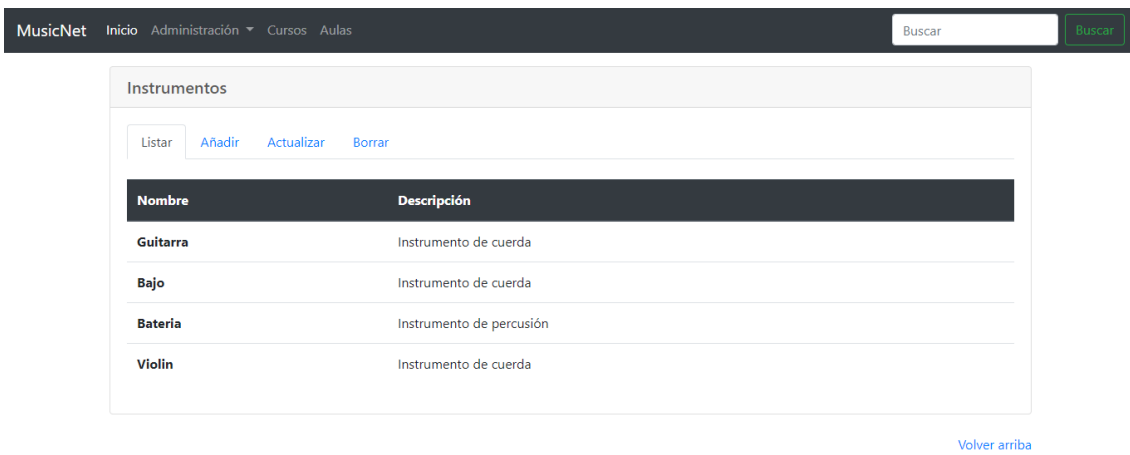 MusicNet Inicio Administración Cursos Aulas Buscar Buscar
Instrumentos
Listar Añadir Actualizar Borrar
Nombre Descripción
Guitarra Instrumento de cuerda
Bajo Instrumento de cuerda
Bateria Instrumento de percusión
Violin Instrumento de cuerda
Volver arriba